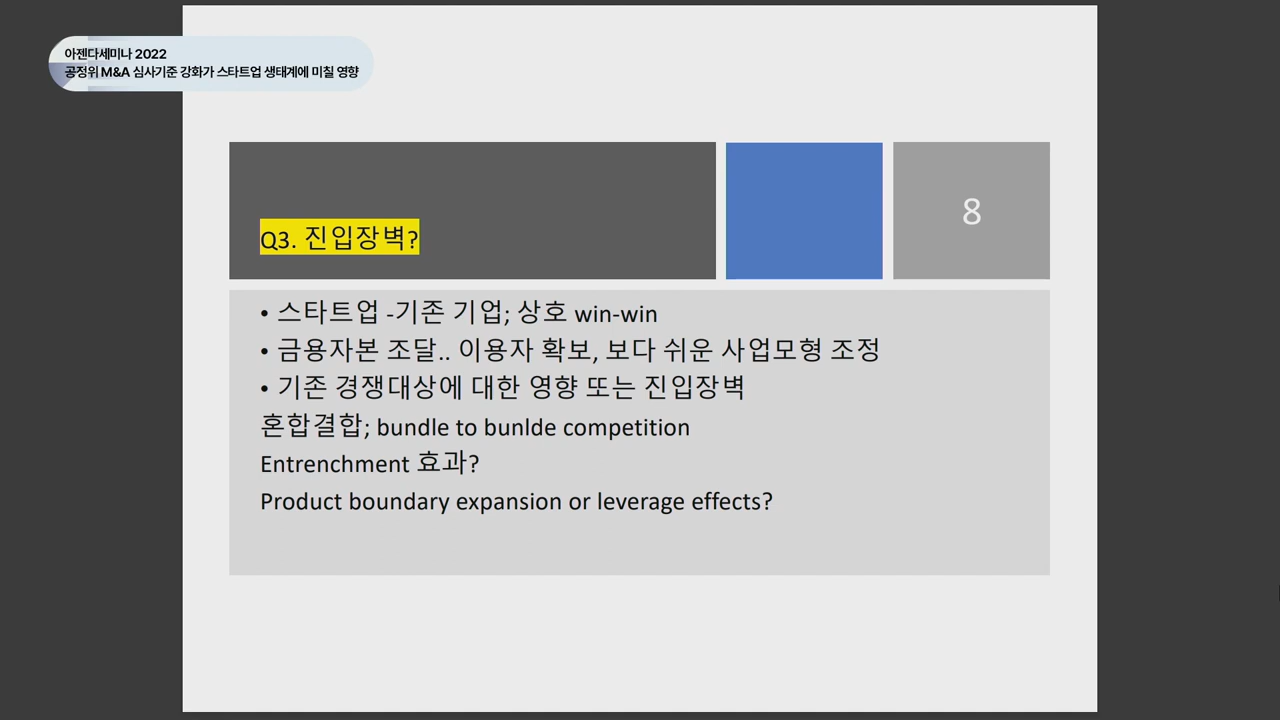 아젠다세미나 2022
공정위 M&A 심사기준 강화가 스타트업 생태계에 미칠 영향
Q3. 진입장벽?
8
• 스타트업 -기존 기업; 상호 win-win
• 금융자본 조달.. 이용자 확보, 보다 쉬운 사업모형 조정
• 기존 경쟁대상에 대한 영향 또는 진입장벽
혼합결합; bundle to bunlde competition
Entrenchment 효과?
Product boundary expansion or leverage effects?